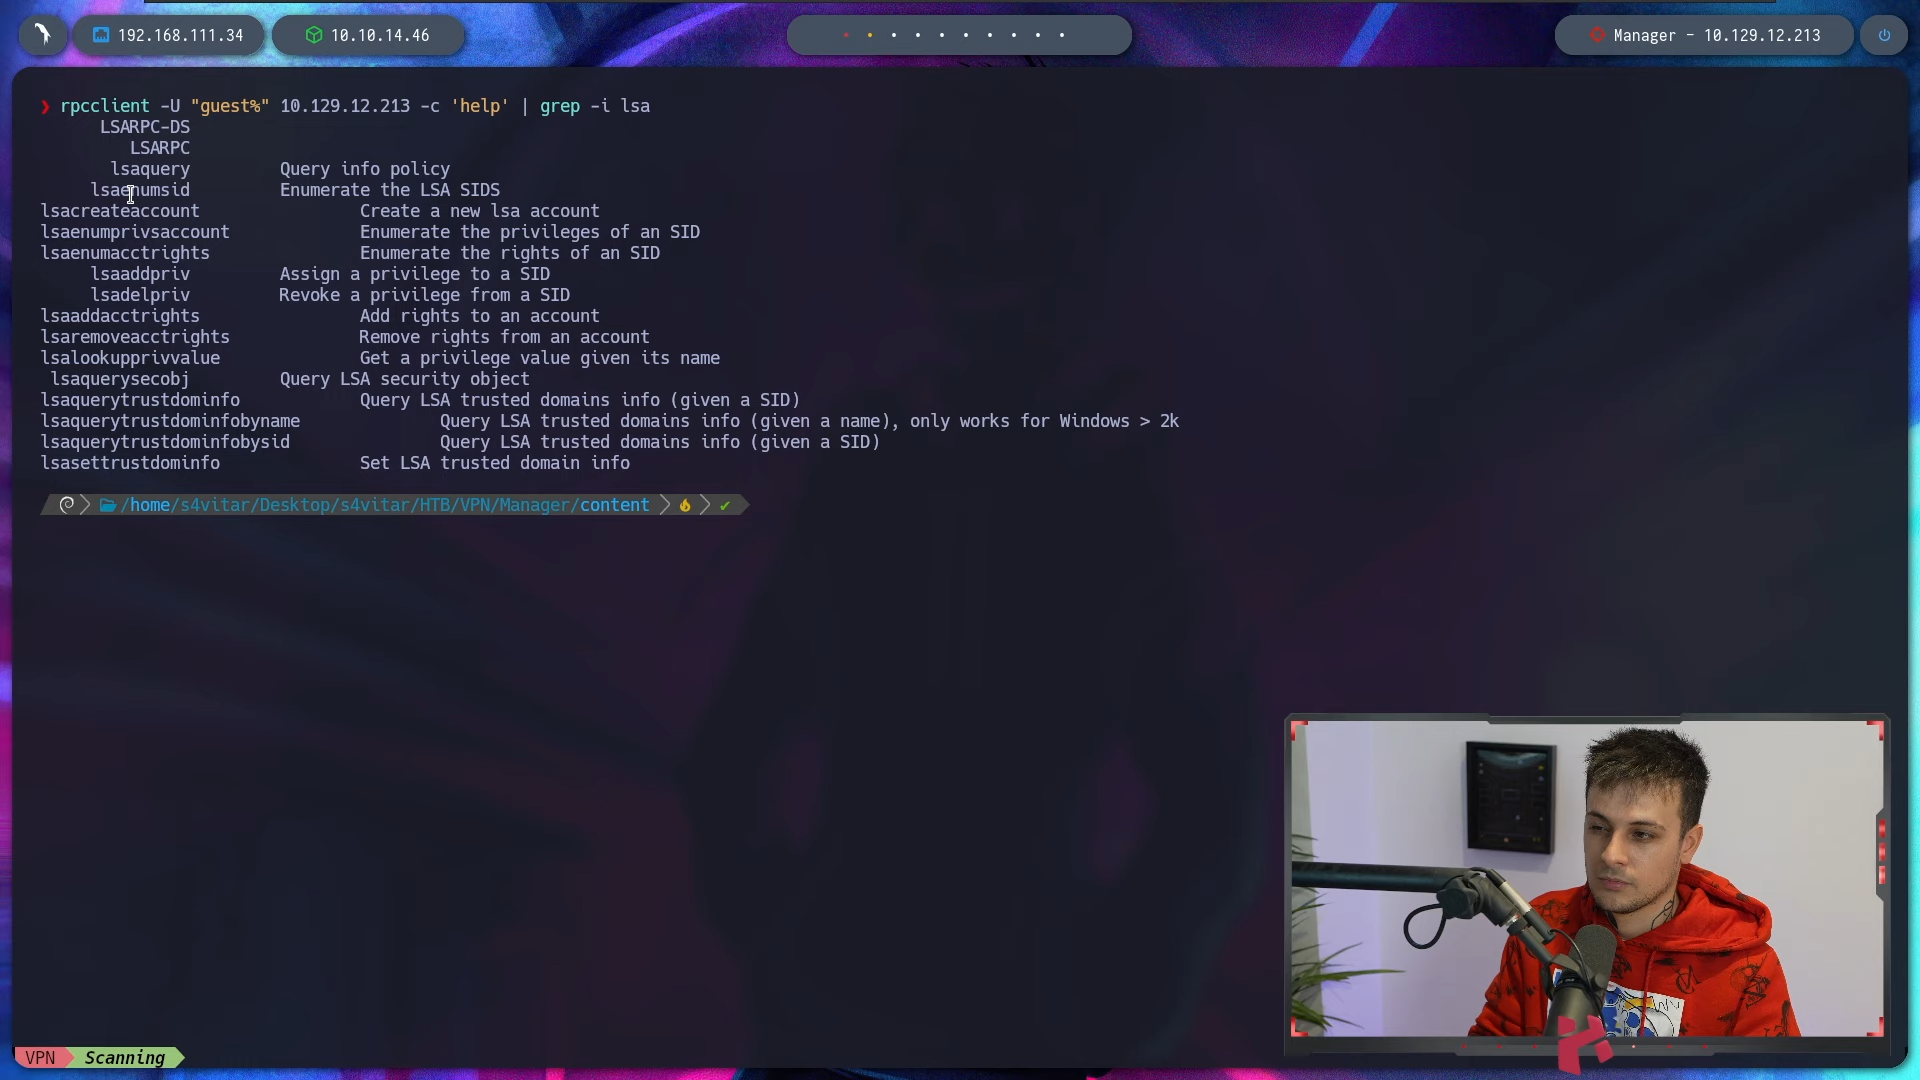 192.168.111.34
10.10.14.46
Manager - 10.129.12.213
❯ rpcclient -U "guest%" 10.129.12.213 -c 'help' | grep -i lsa
LSARPC-DS
LSARPC
lsaquery Query info policy
lsaenumsid Enumerate the LSA SIDS
lsacreateaccount Create a new lsa account
lsaenumprivsaccount Enumerate the privileges of an SID
lsaenumacctrights Enumerate the rights of an SID
lsaaddpriv Assign a privilege to a SID
lsadelpriv Revoke a privilege from a SID
lsaaddacctrights Add rights to an account
lsaremoveacctrights Remove rights from an account
lsalookupprivvalue Get a privilege value given its name
lsaquerysecobj Query LSA security object
lsaquerytrustdominfo Query LSA trusted domains info (given a SID)
lsaquerytrustdominfobyname Query LSA trusted domains info (given a name), only works for Windows > 2k
lsaquerytrustdominfobysid Query LSA trusted domains info (given a SID)
lsasettrustdominfo Set LSA trusted domain info
/home/s4vitar/Desktop/s4vitar/HTB/VPN/Manager/content
VPN Scanning